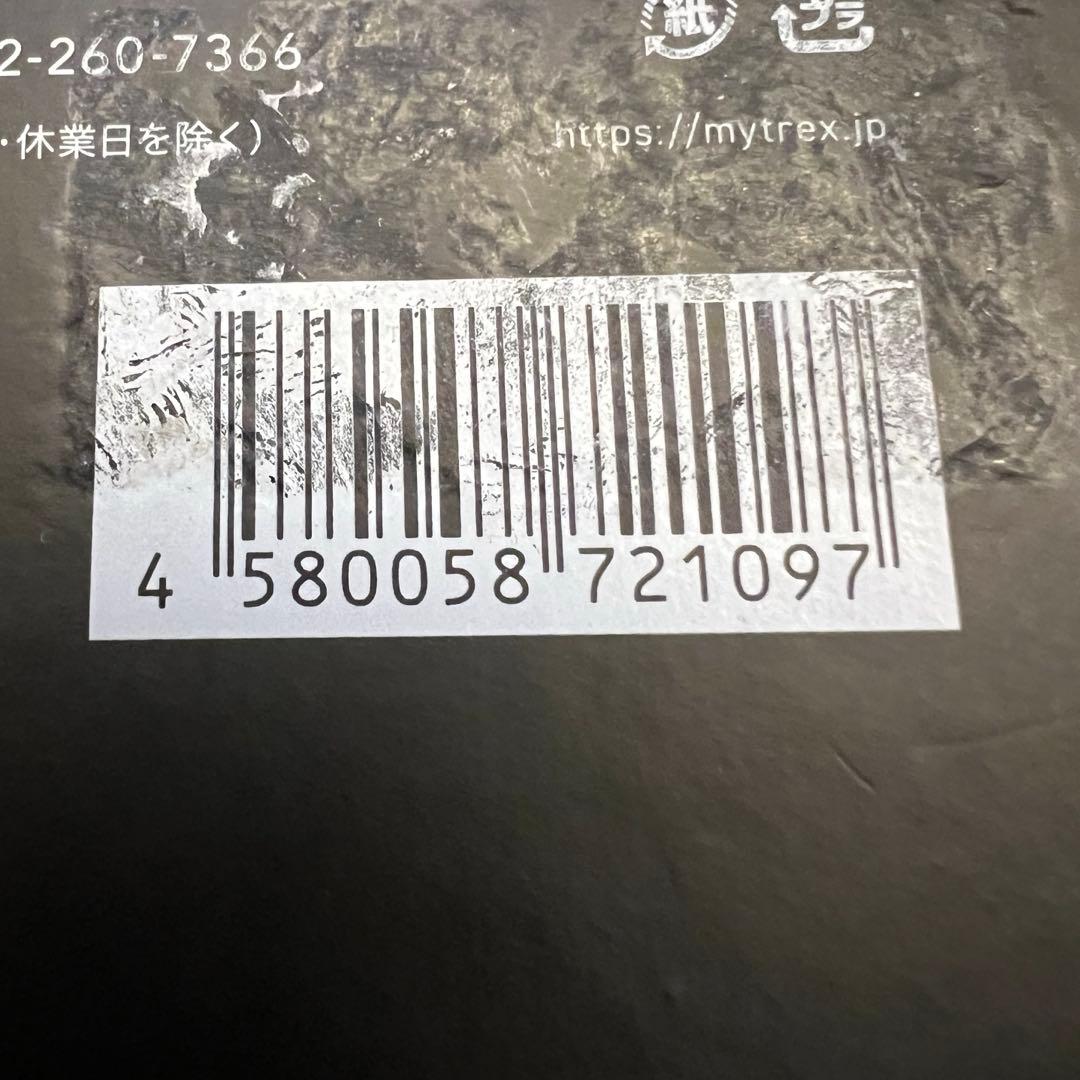 紙 プラ
2-260-7366
・休業日を除く)
https://mytrex.jp
4 580058 721097